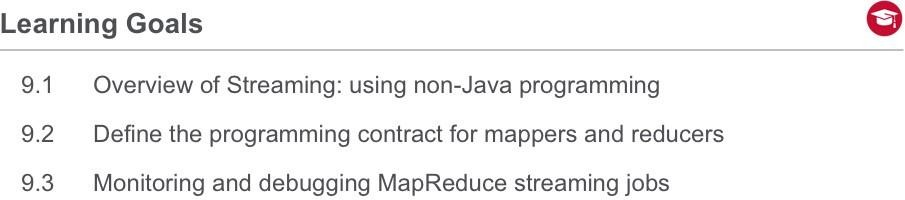 Learning Goals
9.1 Overview of Streaming: using non-Java programming
9.2 Define the programming contract for mappers and reducers
9.3 Monitoring and debugging MapReduce streaming jobs